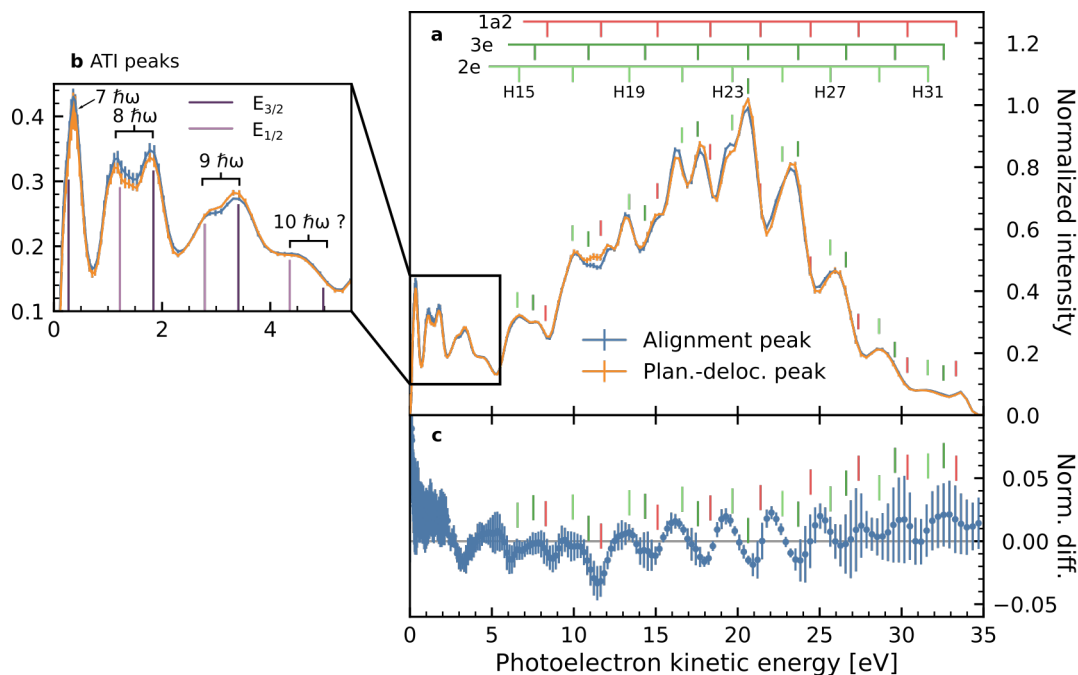 a
1a2
3e
2e
H15
H19
H23
H27
H31
1.2
1.0
0.8
0.6
0.4
0.2
0.0
Normalized intensity
Alignment peak
Plan.-deloc. peak
b ATI peaks
0.4
0.3
0.2
0.1
7 ℏω
8 ℏω
9 ℏω
10 ℏω ?
E3/2
E1/2
0
2
4
c
0.05
0.00
−0.05
Norm. diff.
0
5
10
15
20
25
30
35
Photoelectron kinetic energy [eV]